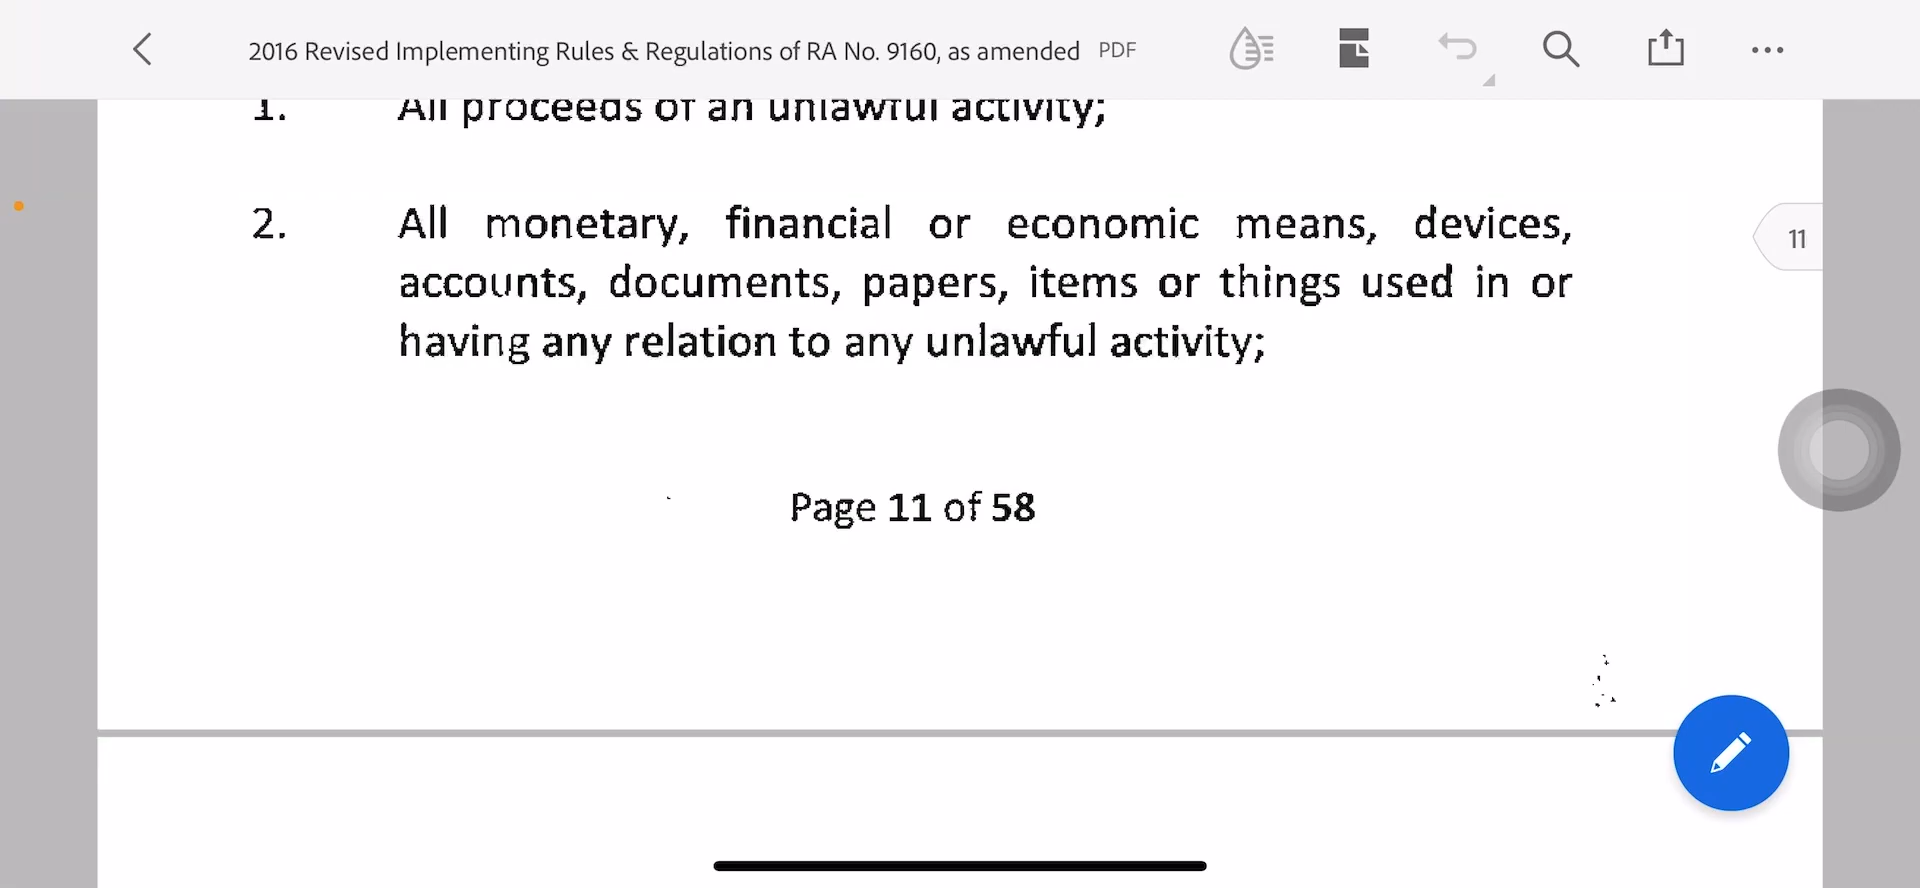 2016 Revised Implementing Rules & Regulations of RA No. 9160, as amended PDF
1. All proceeds of an unlawful activity;
2. All monetary, financial or economic means, devices,
11
accounts, documents, papers, items or things used in or
having any relation to any unlawful activity;
Page 11 of 58